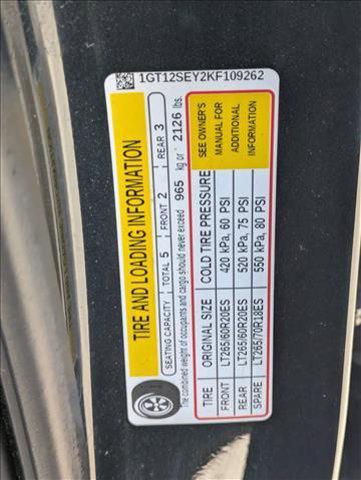 1GT12SEY2KF109262
TIRE AND LOADING INFORMATION
SEATING CAPACITY TOTAL 5 FRONT 2 REAR 3
The combined weight of occupants and cargo should never exceed 965 kg or 2126 lbs.
TIRE ORIGINAL SIZE COLD TIRE PRESSURE
FRONT LT265/60R20ES 420 kPa, 60 PSI
REAR LT265/60R20ES 520 kPa, 75 PSI
SPARE LT265/70R18ES 550 kPa, 80 PSI
SEE OWNER'S
MANUAL FOR
ADDITIONAL
INFORMATION